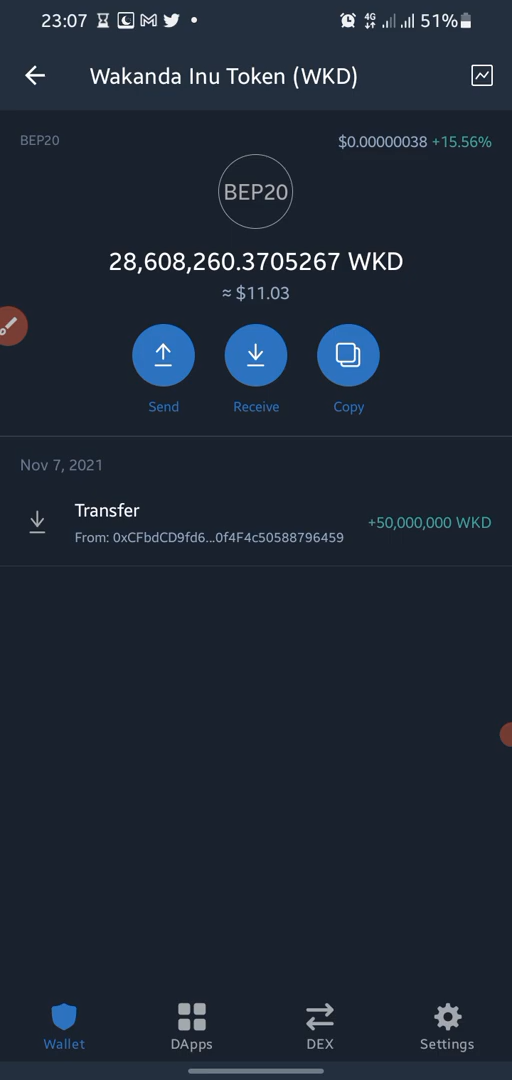 23:07 4G 51%
Wakanda Inu Token (WKD)
BEP20 $0.00000038 +15.56%
BEP20
28,608,260.3705267 WKD
≈ $11.03
Send Receive Copy
Nov 7, 2021
Transfer
+50,000,000 WKD
From: 0xCFbdCD9fd6...0f4F4c50588796459
Wallet DApps DEX Settings